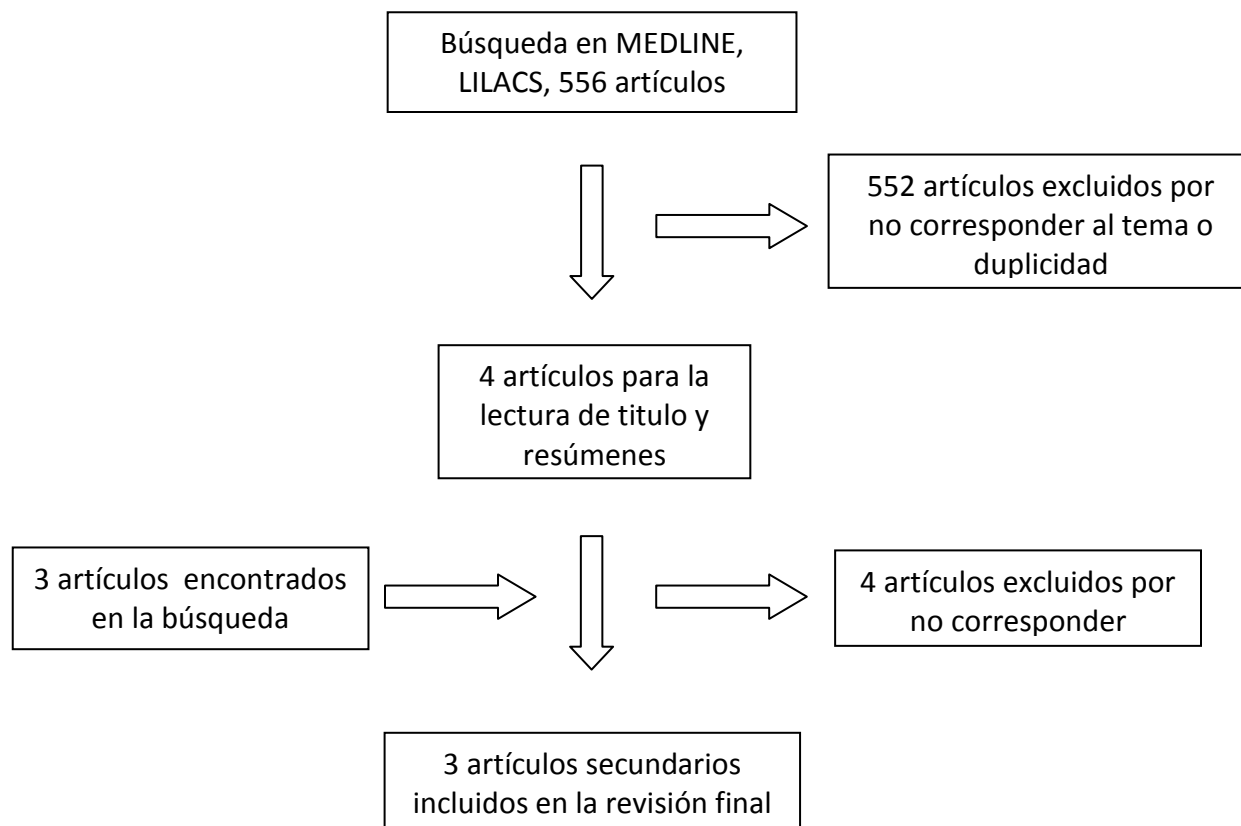 Búsqueda en MEDLINE,
LILACS, 556 artículos
552 artículos excluidos por
no corresponder al tema o
duplicidad
4 artículos para la
lectura de titulo y
resúmenes
3 artículos encontrados
en la búsqueda
4 artículos excluidos por
no corresponder
3 artículos secundarios
incluidos en la revisión final